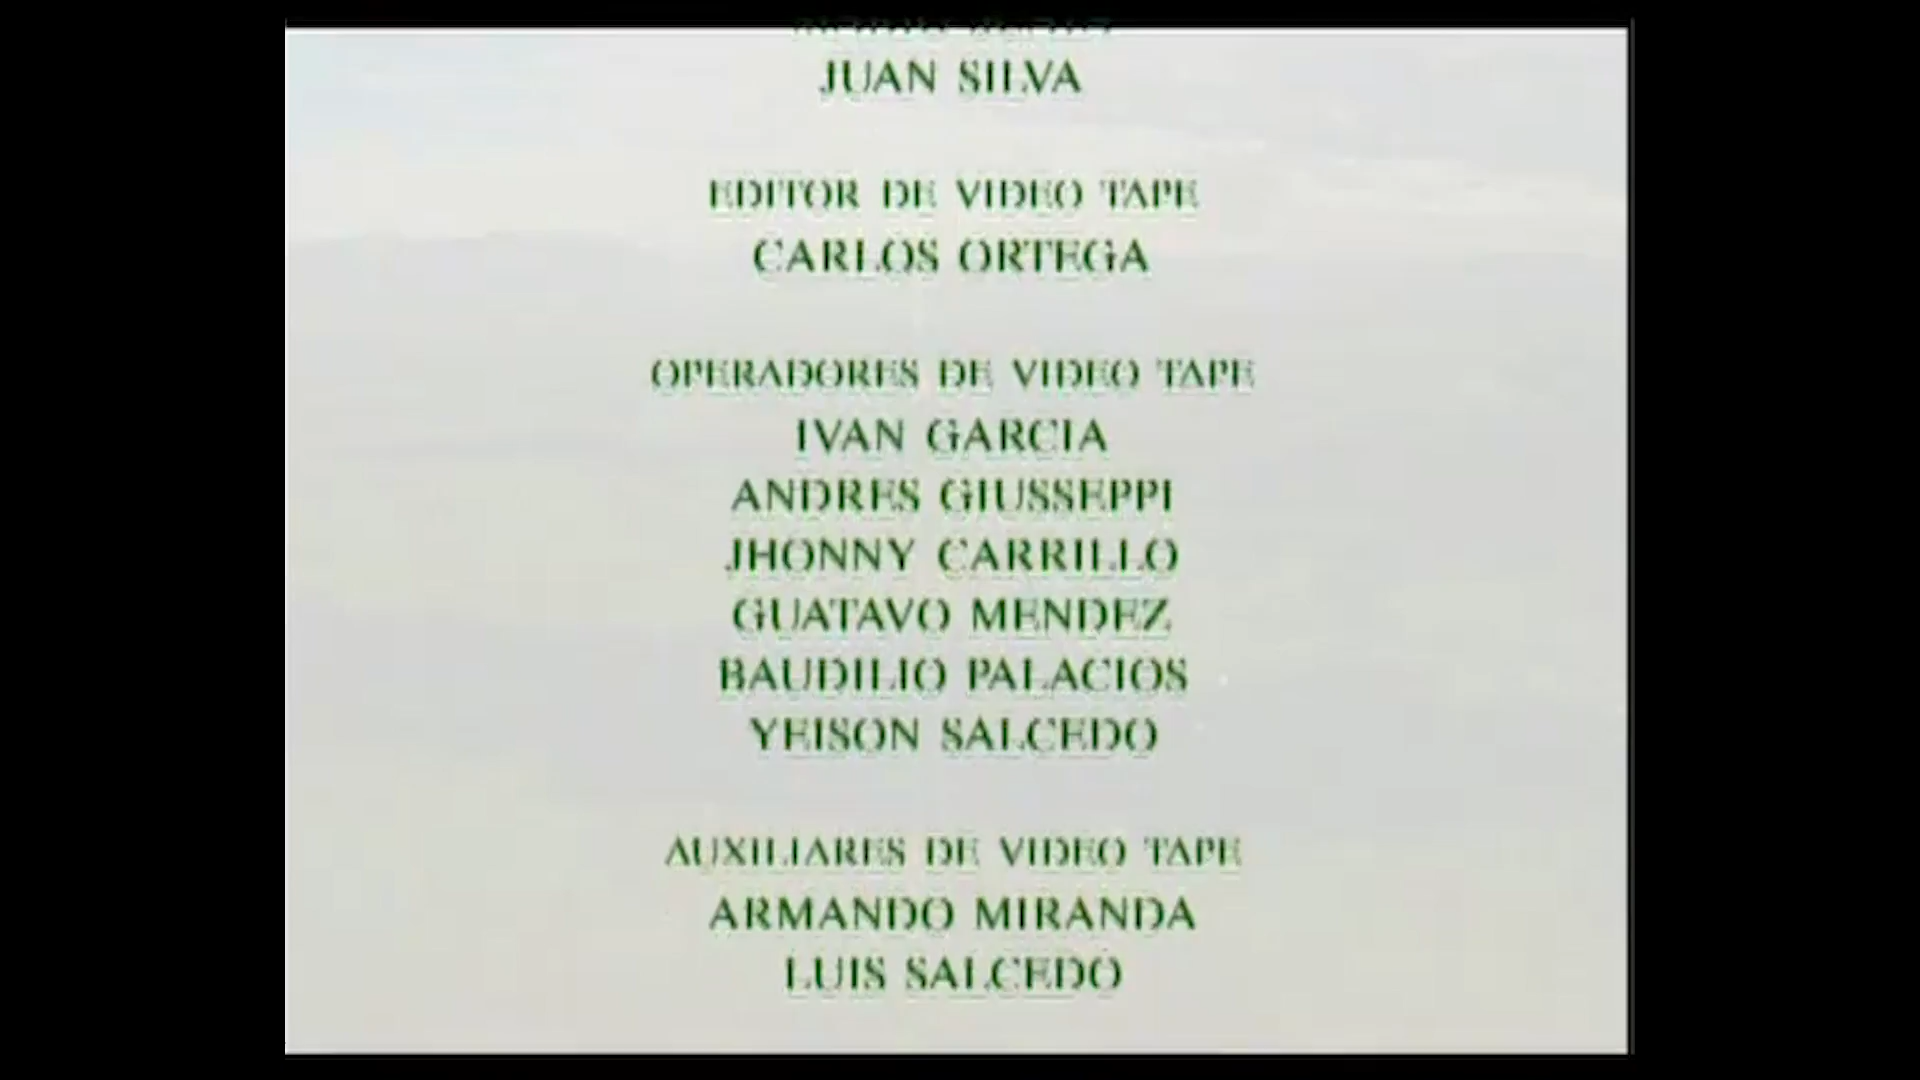 JUAN SILVA
EDITOR DE VIDEO TAPE
CARLOS ORTEGA
OPERADORES DE VIDEO TAPE
IVAN GARCIA
ANDRES GIUSSEPPI
JHONNY CARRILLO
GUATAVO MENDEZ
BAUDILIO PALACIOS
YEISON SALCEDO
AUXILIARES DE VIDEO TAPE
ARMANDO MIRANDA
LUIS SALCEDO